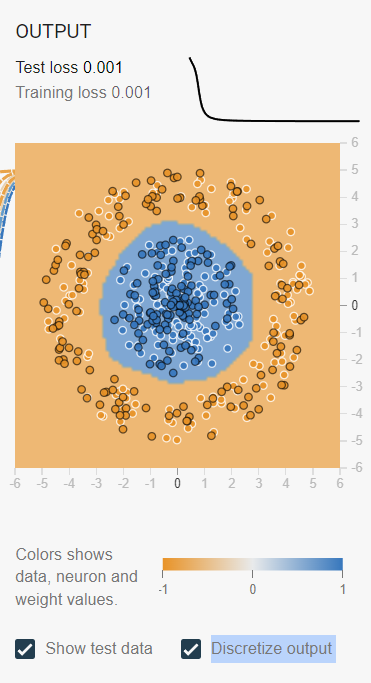 OUTPUT
Test loss 0.001
Training loss 0.001
6
5
4
3
2
1
0
-1
-2
-3
-4
-5
-6
-6 -5 -4 -3 -2 -1 0 1 2 3 4 5 6
Colors shows
data, neuron and
weight values.
-1 0 1
Show test data Discretize output